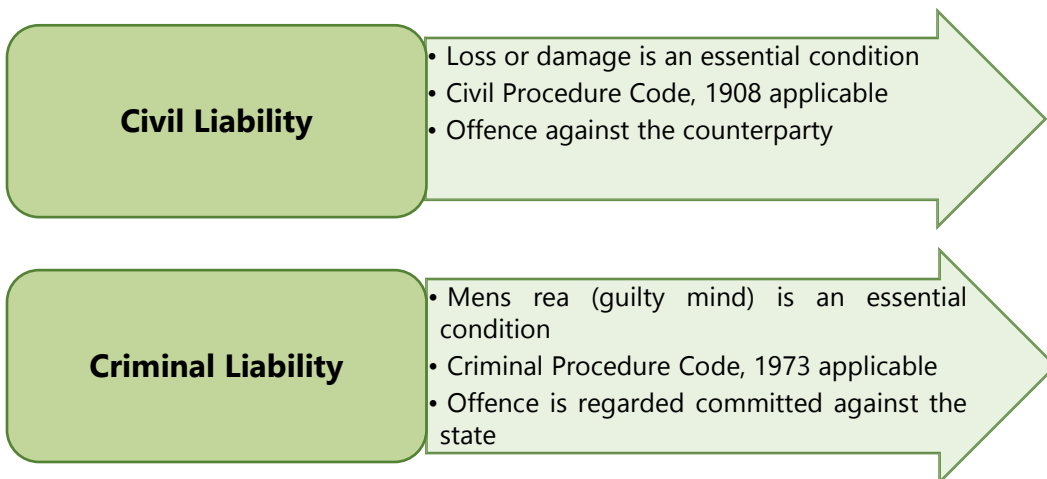 Civil Liability
• Loss or damage is an essential condition
• Civil Procedure Code, 1908 applicable
• Offence against the counterparty
Criminal Liability
• Mens rea (guilty mind) is an essential
condition
• Criminal Procedure Code, 1973 applicable
• Offence is regarded committed against the
state